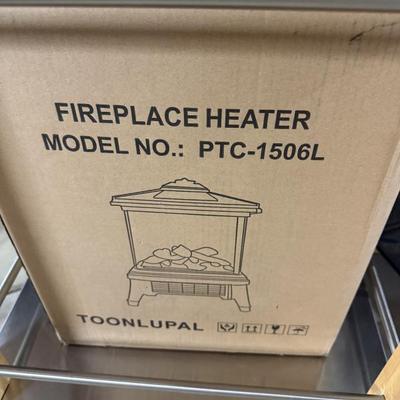 FIREPLACE HEATER
MODEL NO.: PTC-1506L
TOONLUPAL